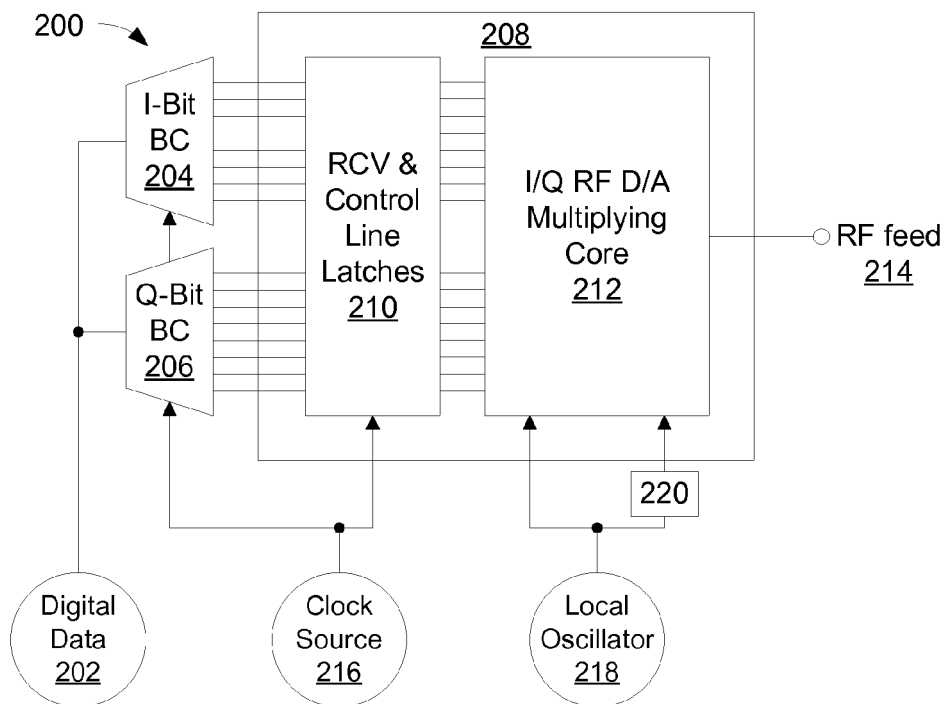 200
208
I-Bit
BC
204
RCV &
Control
Line
Latches
210
I/Q RF D/A
Multiplying
Core
212
RF feed
214
Q-Bit
BC
206
220
Digital
Data
202
Clock
Source
216
Local
Oscillator
218